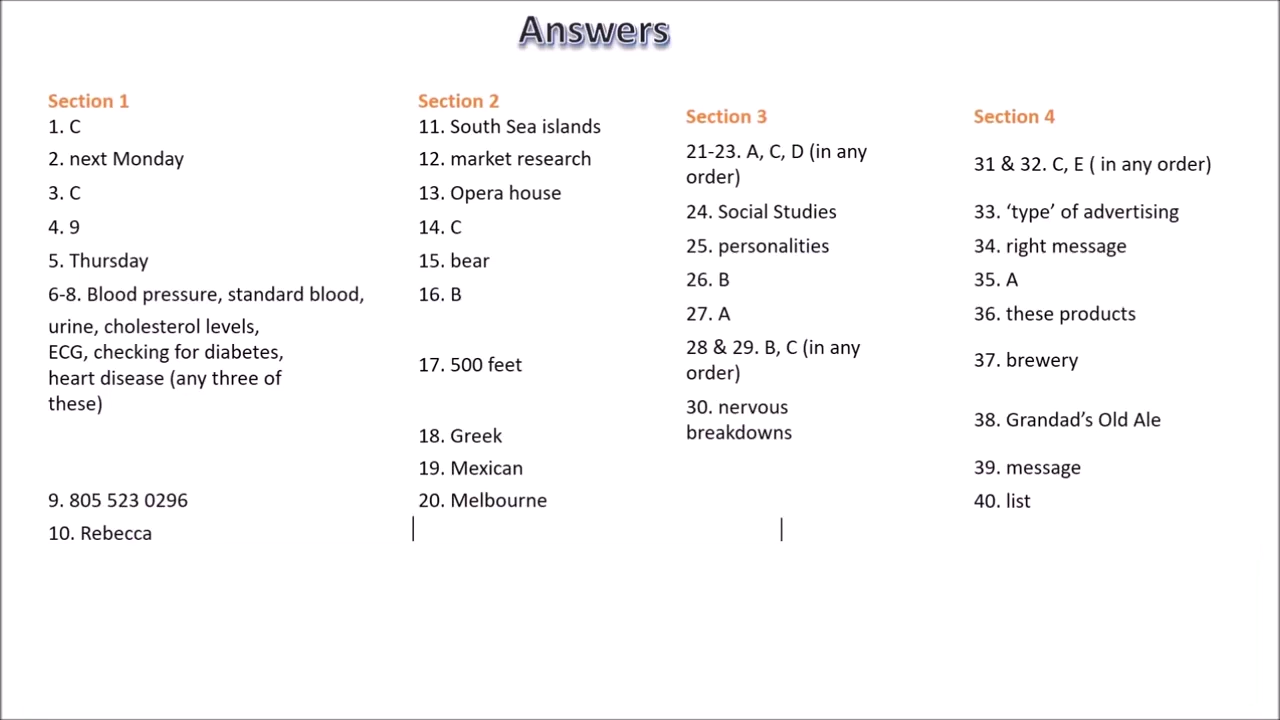 Answers
Section 1
1. C
2. next Monday
3. C
4. 9
5. Thursday
6-8. Blood pressure, standard blood,
urine, cholesterol levels,
ECG, checking for diabetes,
heart disease (any three of
these)
9. 805 523 0296
10. Rebecca
Section 2
11. South Sea islands
12. market research
13. Opera house
14. C
15. bear
16. B
17. 500 feet
18. Greek
19. Mexican
20. Melbourne
Section 3
21-23. A, C, D (in any
order)
24. Social Studies
25. personalities
26. B
27. A
28 & 29. B, C (in any
order)
30. nervous
breakdowns
Section 4
31 & 32. C, E ( in any order)
33. ‘type’ of advertising
34. right message
35. A
36. these products
37. brewery
38. Grandad’s Old Ale
39. message
40. list